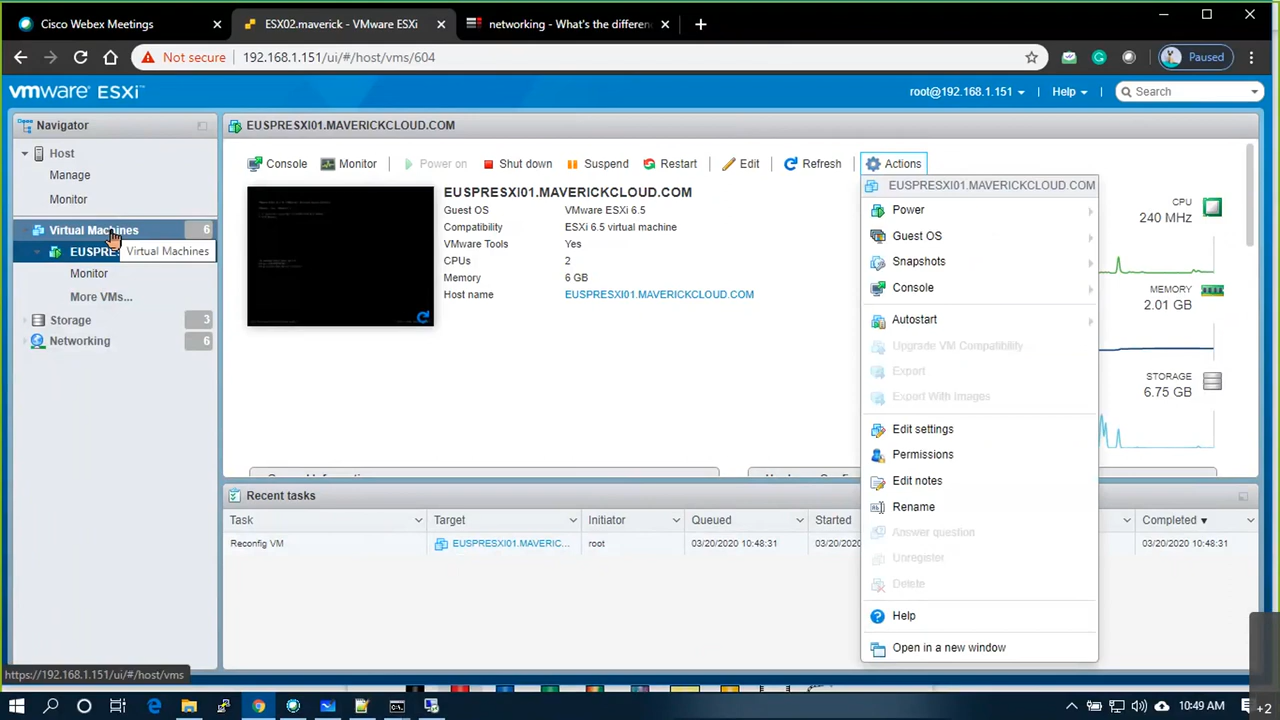 Cisco Webex Meetings
ESX02.maverick - VMware ESXi
networking - What's the differen
Not secure
192.168.1.151/ui/#/host/vms/604
Paused
vmware ESXi
root@192.168.1.151
Help
Search
Navigator
EUSPRESXI01.MAVERICKCLOUD.COM
Host
Manage
Monitor
Virtual Machines
6
EUSPRES
Virtual Machines
Monitor
More VMs...
Storage
3
Networking
6
Console
Monitor
Power on
Shut down
Suspend
Restart
Edit
Refresh
Actions
EUSPRESXI01.MAVERICKCLOUD.COM
Guest OS VMware ESXi 6.5
Compatibility ESXi 6.5 virtual machine
VMware Tools Yes
CPUs 2
Memory 6 GB
Host name EUSPRESXI01.MAVERICKCLOUD.COM
EUSPRESXI01.MAVERICKCLOUD.COM
Power
Guest OS
Snapshots
Console
Autostart
Upgrade VM Compatibility
Export
Export With Images
Edit settings
Permissions
Edit notes
Rename
Answer question
Unregister
Delete
Help
Open in a new window
CPU
240 MHz
MEMORY
2.01 GB
STORAGE
6.75 GB
Recent tasks
Task Target Initiator Queued Started Completed
Reconfig VM EUSPRESXI01.MAVERIC... root 03/20/2020 10:48:31 03/20/2020 03/20/2020 10:48:31
https://192.168.1.151/ui/#/host/vms
10:49 AM
+2